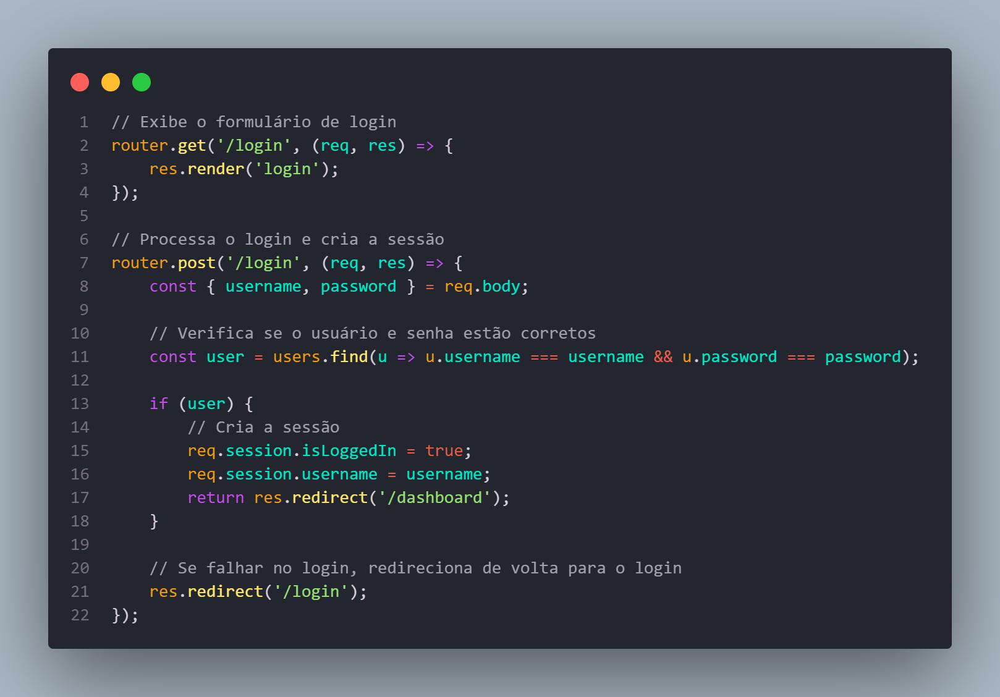 1 // Exibe o formulário de login
2 router.get('/login', (req, res) => {
3     res.render('login');
4 });
5
6 // Processa o login e cria a sessão
7 router.post('/login', (req, res) => {
8     const { username, password } = req.body;
9
10     // Verifica se o usuário e senha estão corretos
11     const user = users.find(u => u.username === username && u.password === password);
12
13     if (user) {
14         // Cria a sessão
15         req.session.isLoggedIn = true;
16         req.session.username = username;
17         return res.redirect('/dashboard');
18     }
19
20     // Se falhar no login, redireciona de volta para o login
21     res.redirect('/login');
22 });